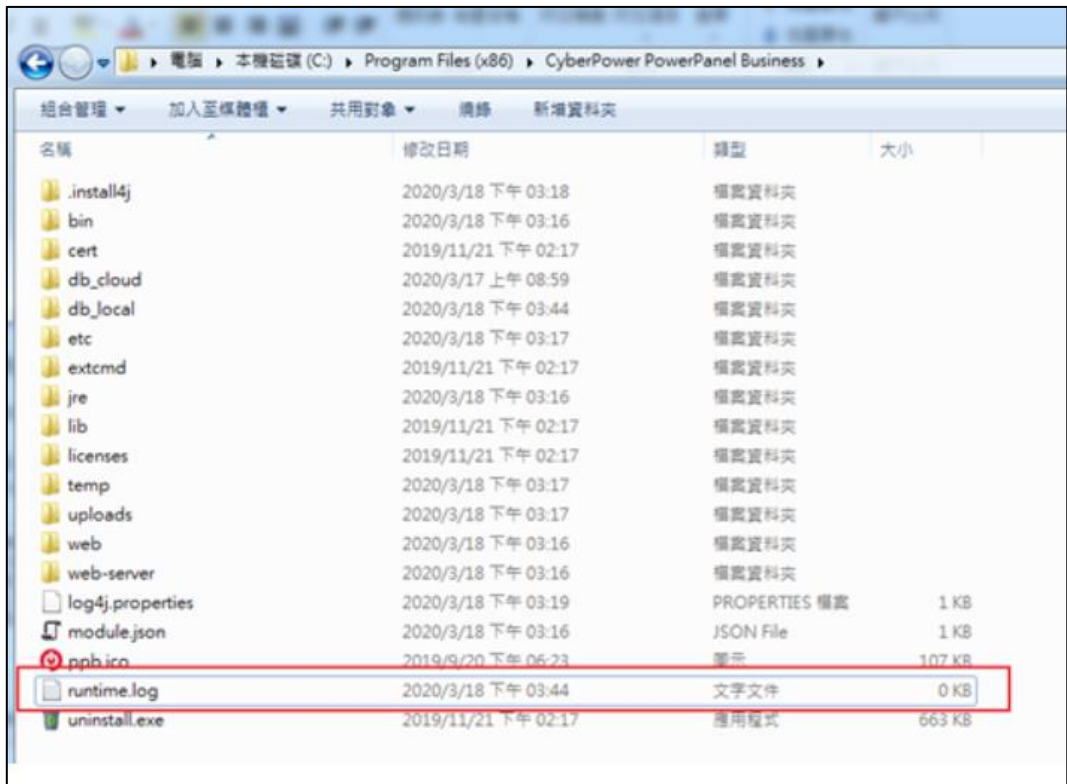 電腦 ▸ 本機磁碟 (C:) ▸ Program Files (x86) ▸ CyberPower PowerPanel Business ▸
組合管理 ▼ 加入至媒體櫃 ▼ 共用對象 ▼ 燒錄 新增資料夾
名稱 修改日期 類型 大小
.install4j 2020/3/18 下午 03:18 檔案資料夾
bin 2020/3/18 下午 03:16 檔案資料夾
cert 2019/11/21 下午 02:17 檔案資料夾
db_cloud 2020/3/17 上午 08:59 檔案資料夾
db_local 2020/3/18 下午 03:44 檔案資料夾
etc 2020/3/18 下午 03:17 檔案資料夾
extcmd 2019/11/21 下午 02:17 檔案資料夾
jre 2020/3/18 下午 03:16 檔案資料夾
lib 2019/11/21 下午 02:17 檔案資料夾
licenses 2019/11/21 下午 02:17 檔案資料夾
temp 2020/3/18 下午 03:17 檔案資料夾
uploads 2020/3/18 下午 03:17 檔案資料夾
web 2020/3/18 下午 03:16 檔案資料夾
web-server 2020/3/18 下午 03:16 檔案資料夾
log4j.properties 2020/3/18 下午 03:19 PROPERTIES 檔案 1 KB
module.json 2020/3/18 下午 03:16 JSON File 1 KB
ppb.ico 2019/9/20 下午 06:23 圖示 107 KB
runtime.log 2020/3/18 下午 03:44 文字文件 0 KB
uninstall.exe 2019/11/21 下午 02:17 應用程式 663 KB